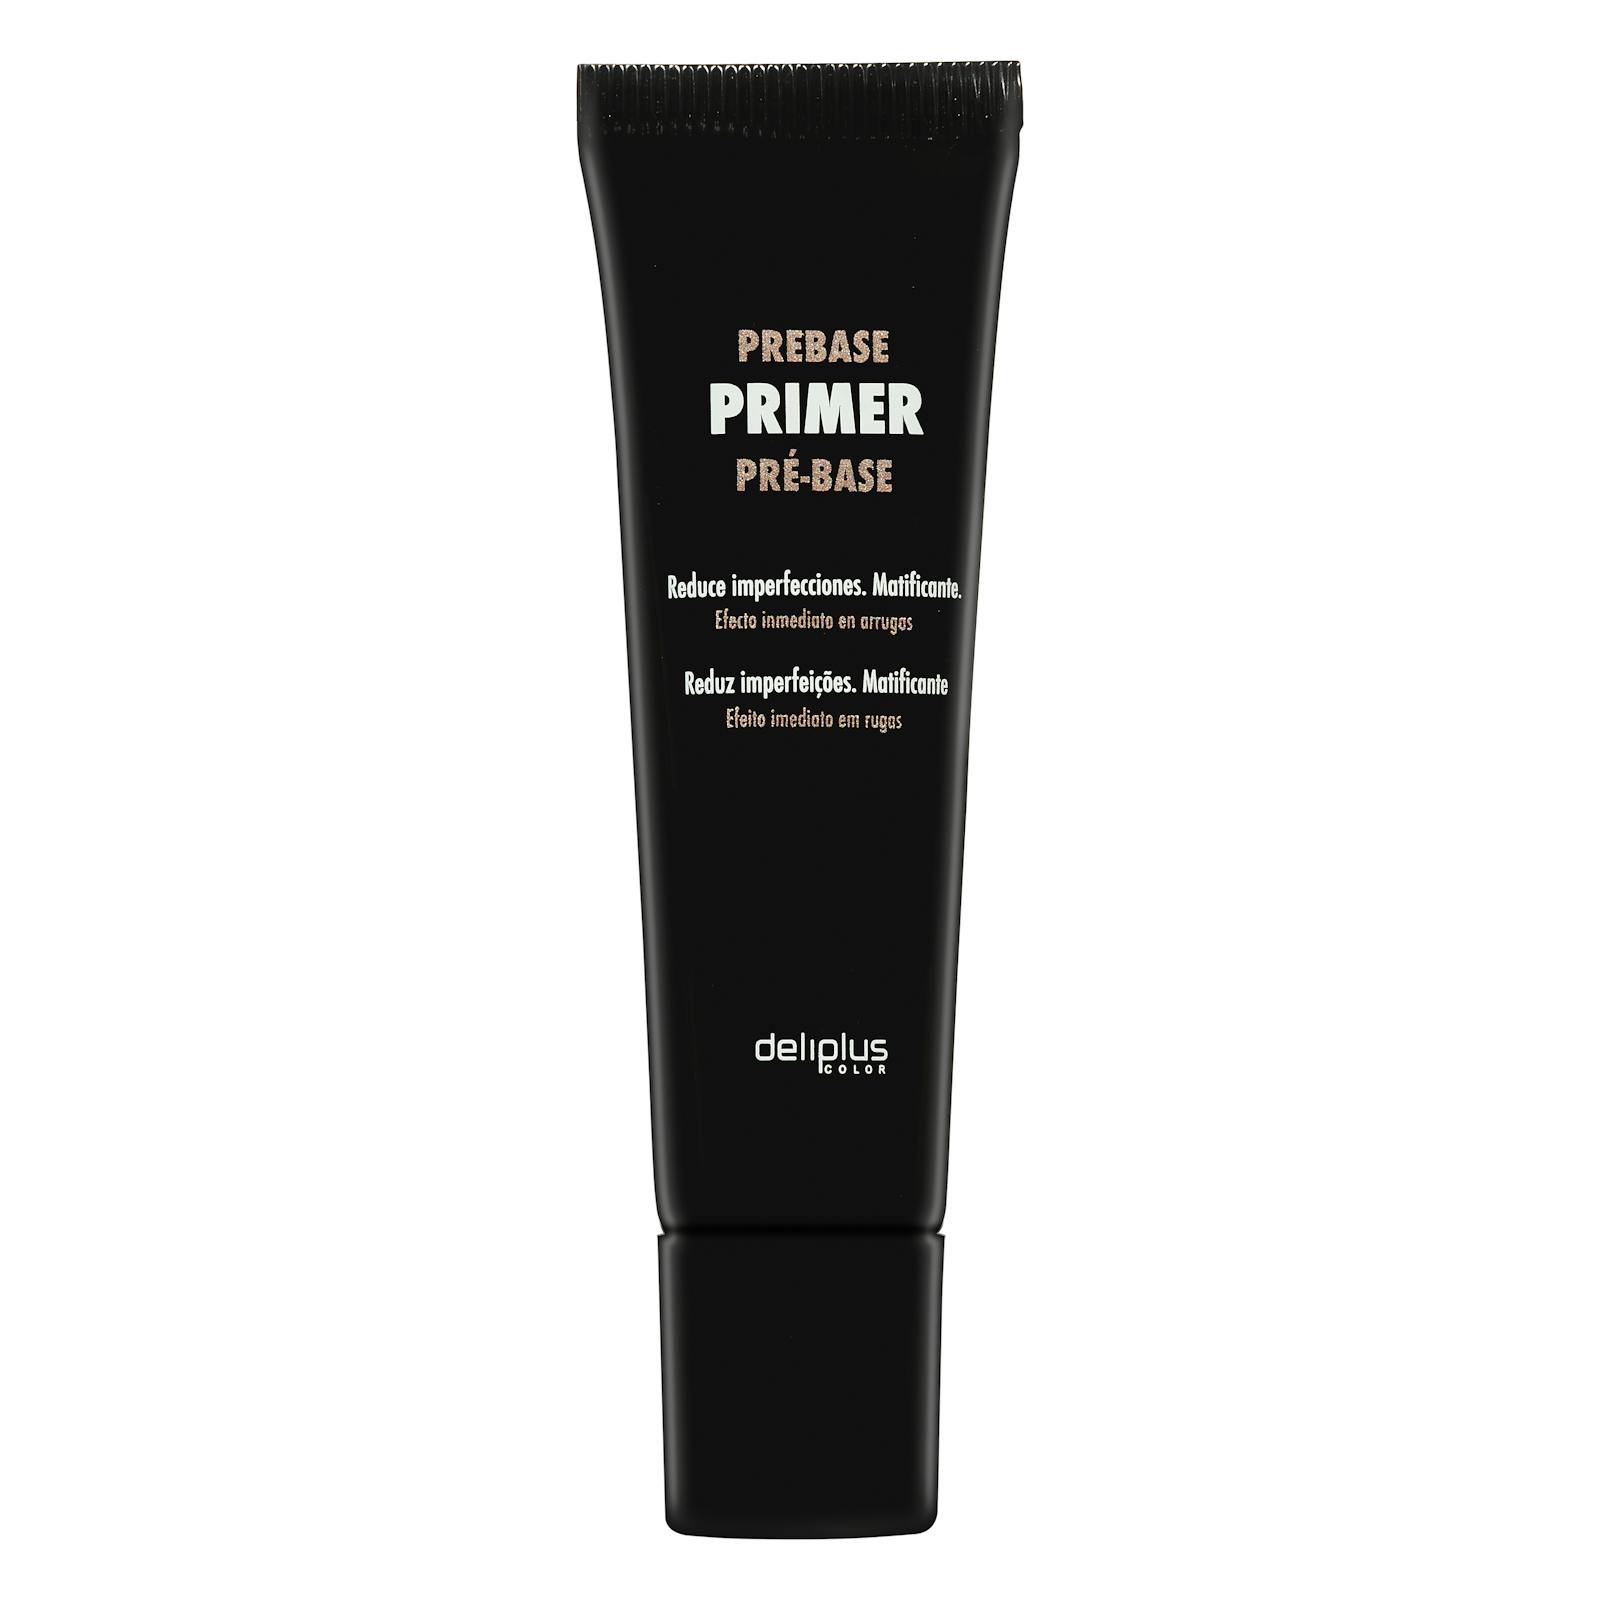 PREBASE
PRIMER
PRÉ-BASE
Reduce imperfecciones. Matificante.
Efecto inmediato en arrugas
Reduz imperfeições. Matificante
Efeito imediato em rugas
deliplus
COLOR